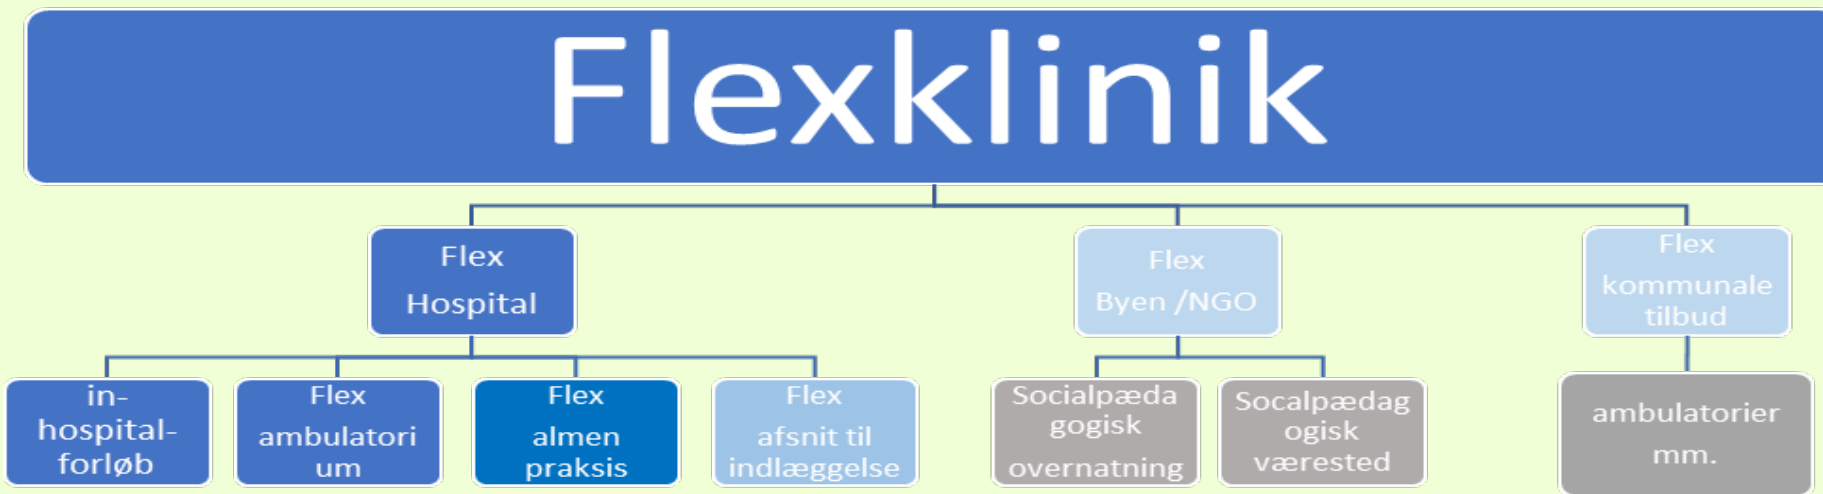 Flexklinik
Flex
Hospital
Flex
Byen /NGO
Flex
kommunale
tilbud
in-
hospital-
forløb
Flex
ambulatori
um
Flex
almen
praksis
Flex
afsnit til
indlæggelse
Socialpæda
gogisk
overnatning
Socalpædag
ogisk
værested
ambulatorier
mm.